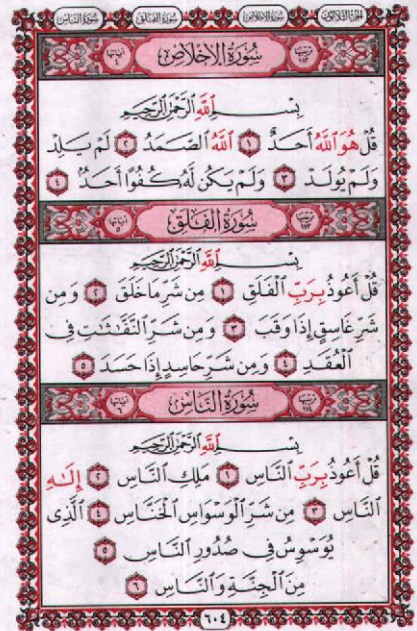 الجزء الثلاثون سورة الإخلاص سورة الفلق سورة الناس
سُورَةُ الإِخْلَاصِ
بِسْمِ اللَّهِ الرَّحْمَٰنِ الرَّحِيمِ
قُلْ هُوَ اللَّهُ أَحَدٌ ١ اللَّهُ الصَّمَدُ ٢ لَمْ يَلِدْ
وَلَمْ يُولَدْ ٣ وَلَمْ يَكُن لَّهُ كُفُوًا أَحَدٌ ٤
سُورَةُ الفَلَقِ
بِسْمِ اللَّهِ الرَّحْمَٰنِ الرَّحِيمِ
قُلْ أَعُوذُ بِرَبِّ الْفَلَقِ ١ مِن شَرِّ مَا خَلَقَ ٢ وَمِن
شَرِّ غَاسِقٍ إِذَا وَقَبَ ٣ وَمِن شَرِّ النَّفَّٰثَٰتِ فِي
الْعُقَدِ ٤ وَمِن شَرِّ حَاسِدٍ إِذَا حَسَدَ ٥
سُورَةُ النَّاسِ
بِسْمِ اللَّهِ الرَّحْمَٰنِ الرَّحِيمِ
قُلْ أَعُوذُ بِرَبِّ النَّاسِ ١ مَلِكِ النَّاسِ ٢ إِلَٰهِ
النَّاسِ ٣ مِن شَرِّ الْوَسْوَاسِ الْخَنَّاسِ ٤ الَّذِي
يُوَسْوِسُ فِي صُدُورِ النَّاسِ ٥
مِنَ الْجِنَّةِ وَالنَّاسِ ٦
٦٠٤